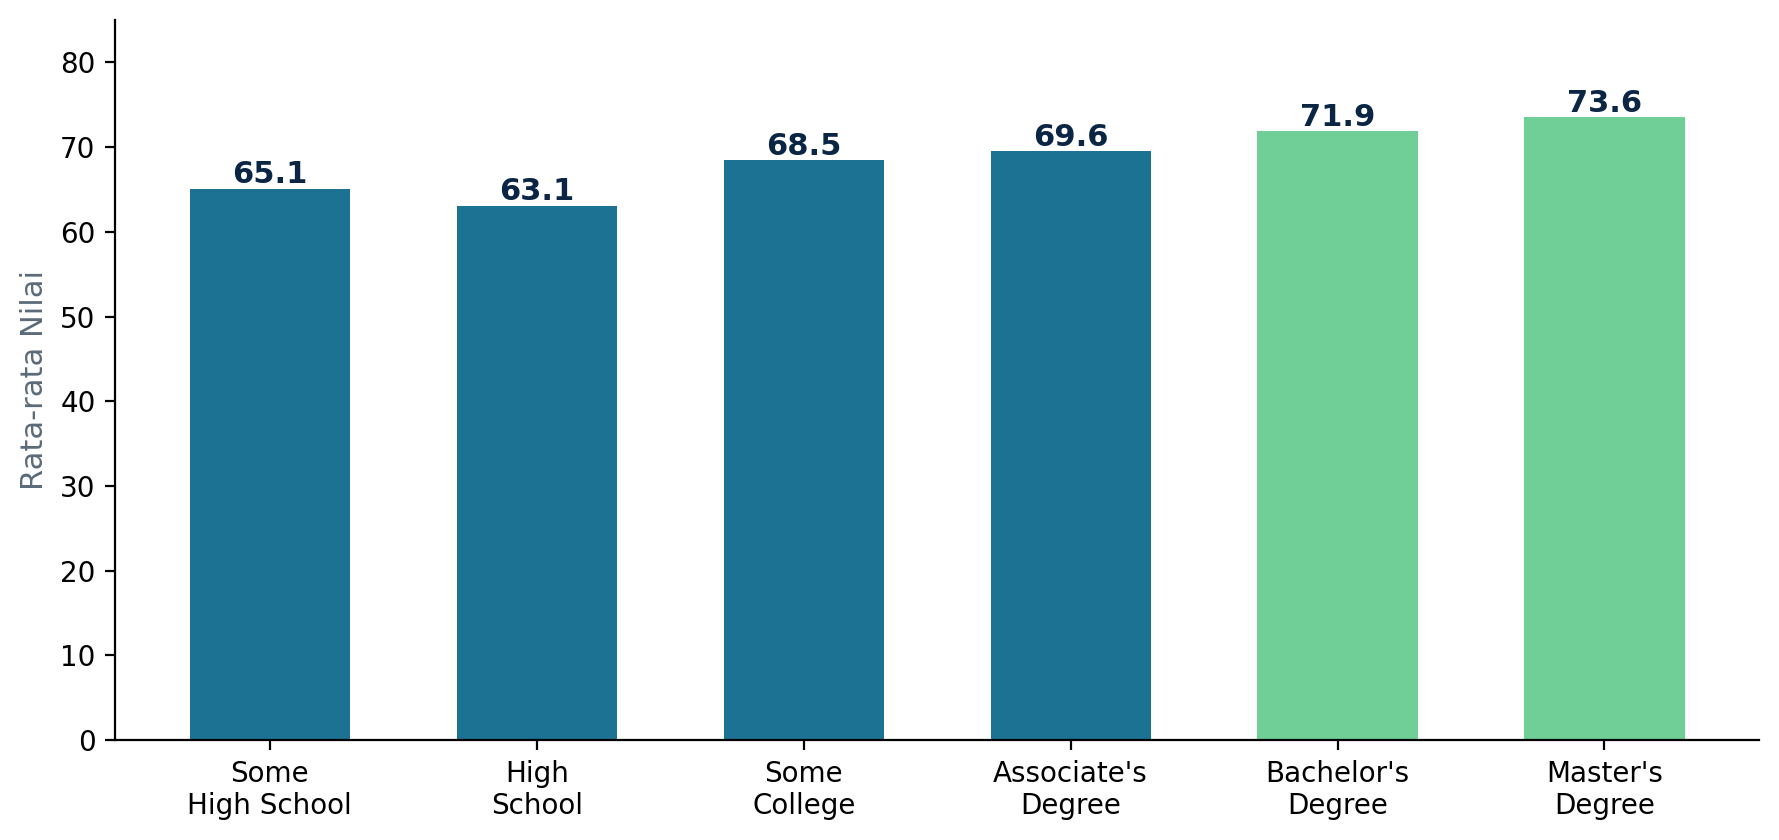 Rata-rata Nilai
80
70
60
50
40
30
20
10
0
65.1
63.1
68.5
69.6
71.9
73.6
Some
High School
High
School
Some
College
Associate's
Degree
Bachelor's
Degree
Master's
Degree